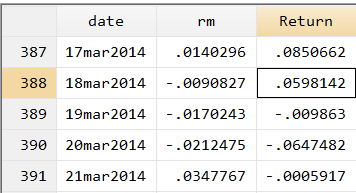 date rm Return
387 17mar2014 .0140296 .0850662
388 18mar2014 -.0090827 .0598142
389 19mar2014 -.0170243 -.009863
390 20mar2014 -.0212475 -.0647482
391 21mar2014 .0347767 -.0005917